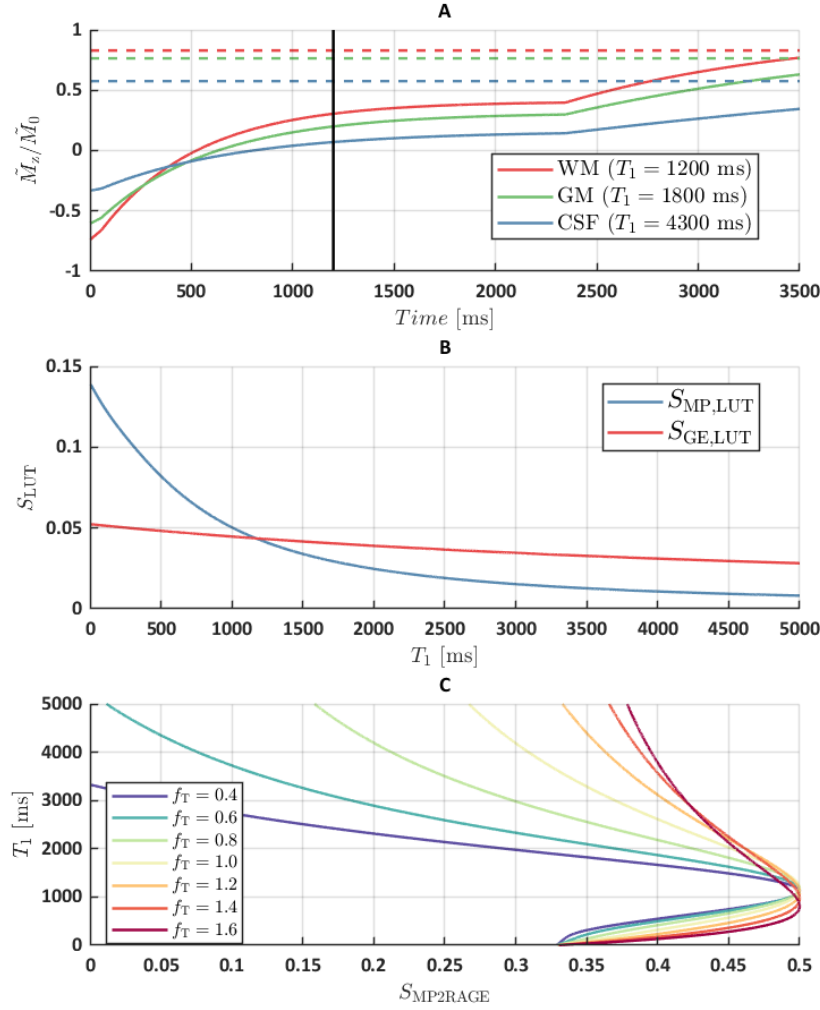 A
1
0.5
0
-0.5
-1
M̃z/M̃0
WM (T1 = 1200 ms)
GM (T1 = 1800 ms)
CSF (T1 = 4300 ms)
0 500 1000 1500 2000 2500 3000 3500
Time [ms]
B
0.15
0.1
0.05
0
SLUT
SMP,LUT
SGE,LUT
0 500 1000 1500 2000 2500 3000 3500 4000 4500 5000
T1 [ms]
C
5000
4000
3000
2000
1000
0
T1 [ms]
fT = 0.4
fT = 0.6
fT = 0.8
fT = 1.0
fT = 1.2
fT = 1.4
fT = 1.6
0 0.05 0.1 0.15 0.2 0.25 0.3 0.35 0.4 0.45 0.5
SMP2RAGE